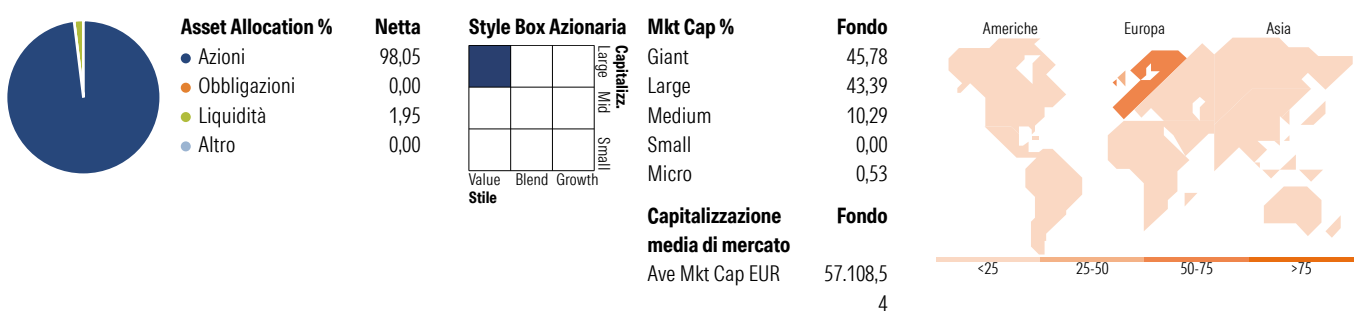 Asset Allocation % Netta
Azioni 98,05
Obbligazioni 0,00
Liquidità 1,95
Altro 0,00
Style Box Azionaria
Capitalizz.
Large Mid Small
Value Blend Growth
Stile
Mkt Cap % Fondo
Giant 45,78
Large 43,39
Medium 10,29
Small 0,00
Micro 0,53
Capitalizzazione Fondo
media di mercato
Ave Mkt Cap EUR 57.108,5
4
Americhe Europa Asia
<25 25-50 50-75 >75